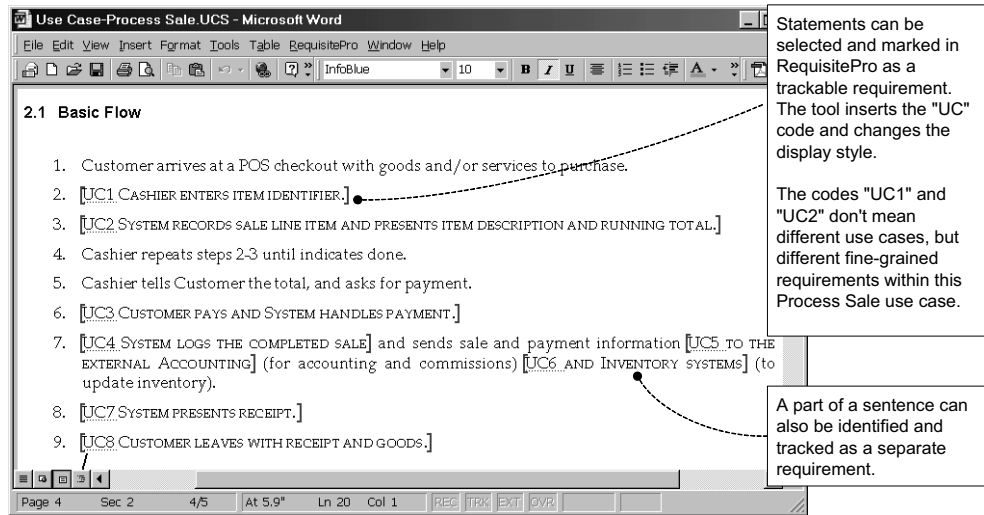 Use Case-Process Sale.UCS - Microsoft Word
File Edit View Insert Format Tools Table RequisitePro Window Help
InfoBlue 10 B I U A
2.1 Basic Flow
1. Customer arrives at a POS checkout with goods and/or services to purchase.
2. [UC1 CASHIER ENTERS ITEM IDENTIFIER.]
3. [UC2 SYSTEM RECORDS SALE LINE ITEM AND PRESENTS ITEM DESCRIPTION AND RUNNING TOTAL.]
4. Cashier repeats steps 2-3 until indicates done.
5. Cashier tells Customer the total, and asks for payment.
6. [UC3 CUSTOMER PAYS AND SYSTEM HANDLES PAYMENT.]
7. [UC4 SYSTEM LOGS THE COMPLETED SALE] and sends sale and payment information [UC5 TO THE
EXTERNAL ACCOUNTING] (for accounting and commissions) [UC6 AND INVENTORY SYSTEMS] (to
update inventory).
8. [UC7 SYSTEM PRESENTS RECEIPT.]
9. [UC8 CUSTOMER LEAVES WITH RECEIPT AND GOODS.]
Page 4 Sec 2 4/5 At 5.9" Ln 20 Col 1 REC TRK EXT OVR
Statements can be
selected and marked in
RequisitePro as a
trackable requirement.
The tool inserts the "UC"
code and changes the
display style.
The codes "UC1" and
"UC2" don't mean
different use cases, but
different fine-grained
requirements within this
Process Sale use case.
A part of a sentence can
also be identified and
tracked as a separate
requirement.